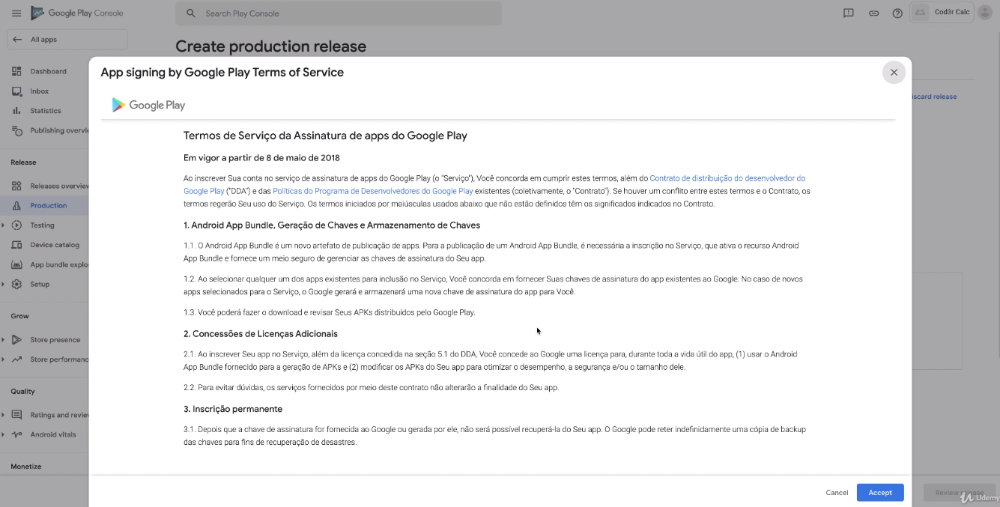 Google Play Console
Search Play Console
Cod3r Calc
All apps
Create production release
Dashboard
Inbox
Statistics
Publishing overvie
Release
Releases overview
Production
Testing
Device catalog
App bundle explo
Setup
Grow
Store presence
Store performanc
Quality
Ratings and review
Android vitals
Monetize
App signing by Google Play Terms of Service
iscard release
Google Play
Termos de Serviço da Assinatura de apps do Google Play
Em vigor a partir de 8 de maio de 2018
Ao inscrever Sua conta no serviço de assinatura de apps do Google Play (o "Serviço"), Você concorda em cumprir estes termos, além do Contrato de distribuição do desenvolvedor do
Google Play ("DDA") e das Políticas do Programa de Desenvolvedores do Google Play existentes (coletivamente, o "Contrato"). Se houver um conflito entre estes termos e o Contrato, os
termos regerão Seu uso do Serviço. Os termos iniciados por maiúsculas usados abaixo que não estão definidos têm os significados indicados no Contrato.
1. Android App Bundle, Geração de Chaves e Armazenamento de Chaves
1.1. O Android App Bundle é um novo artefato de publicação de apps. Para a publicação de um Android App Bundle, é necessária a inscrição no Serviço, que ativa o recurso Android
App Bundle e fornece um meio seguro de gerenciar as chaves de assinatura do Seu app.
1.2. Ao selecionar qualquer um dos apps existentes para inclusão no Serviço, Você concorda em fornecer Suas chaves de assinatura do app existentes ao Google. No caso de novos
apps selecionados para o Serviço, o Google gerará e armazenará uma nova chave de assinatura do app para Você.
1.3. Você poderá fazer o download e revisar Seus APKs distribuídos pelo Google Play.
2. Concessões de Licenças Adicionais
2.1. Ao inscrever Seu app no Serviço, além da licença concedida na seção 5.1 do DDA, Você concede ao Google uma licença para, durante toda a vida útil do app, (1) usar o Android
App Bundle fornecido para a geração de APKs e (2) modificar os APKs do Seu app para otimizar o desempenho, a segurança e/ou o tamanho dele.
2.2. Para evitar dúvidas, os serviços fornecidos por meio deste contrato não alterarão a finalidade do Seu app.
3. Inscrição permanente
3.1. Depois que a chave de assinatura for fornecida ao Google ou gerada por ele, não será possível recuperá-la do Seu app. O Google pode reter indefinidamente uma cópia de backup
das chaves para fins de recuperação de desastres.
Cancel
Accept
Review release
Udemy